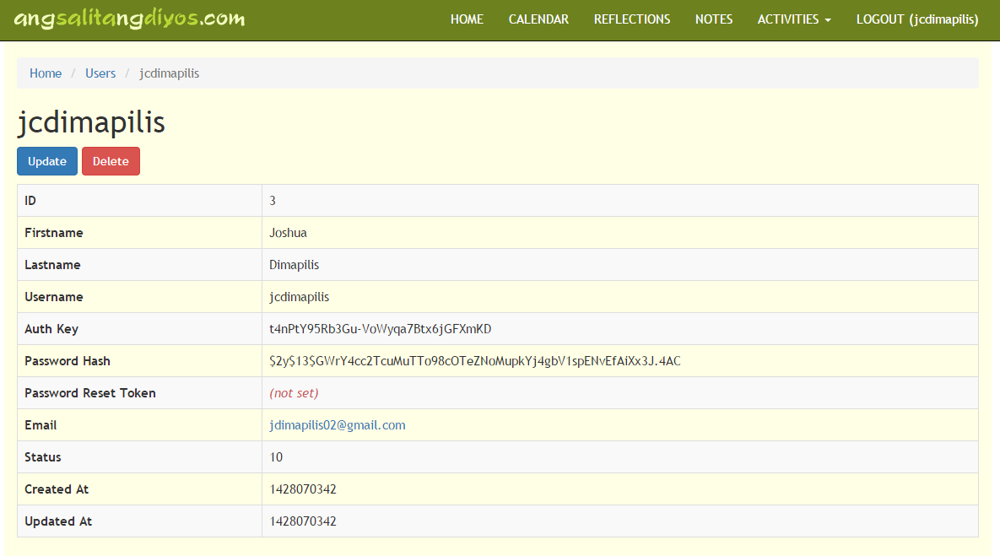 angsalitangdiyos.com HOME CALENDAR REFLECTIONS NOTES ACTIVITIES LOGOUT (jcdimapilis)
Home / Users / jcdimapilis
jcdimapilis
Update Delete
ID 3
Firstname Joshua
Lastname Dimapilis
Username jcdimapilis
Auth Key t4nPtY95Rb3Gu-VoWyqa7Btx6jGFXmKD
Password Hash $2y$13$GWrY4cc2TcuMuTTo98cOTeZNoMupkYj4gbV1spENvEfAiXx3J.4AC
Password Reset Token (not set)
Email jdimapilis02@gmail.com
Status 10
Created At 1428070342
Updated At 1428070342